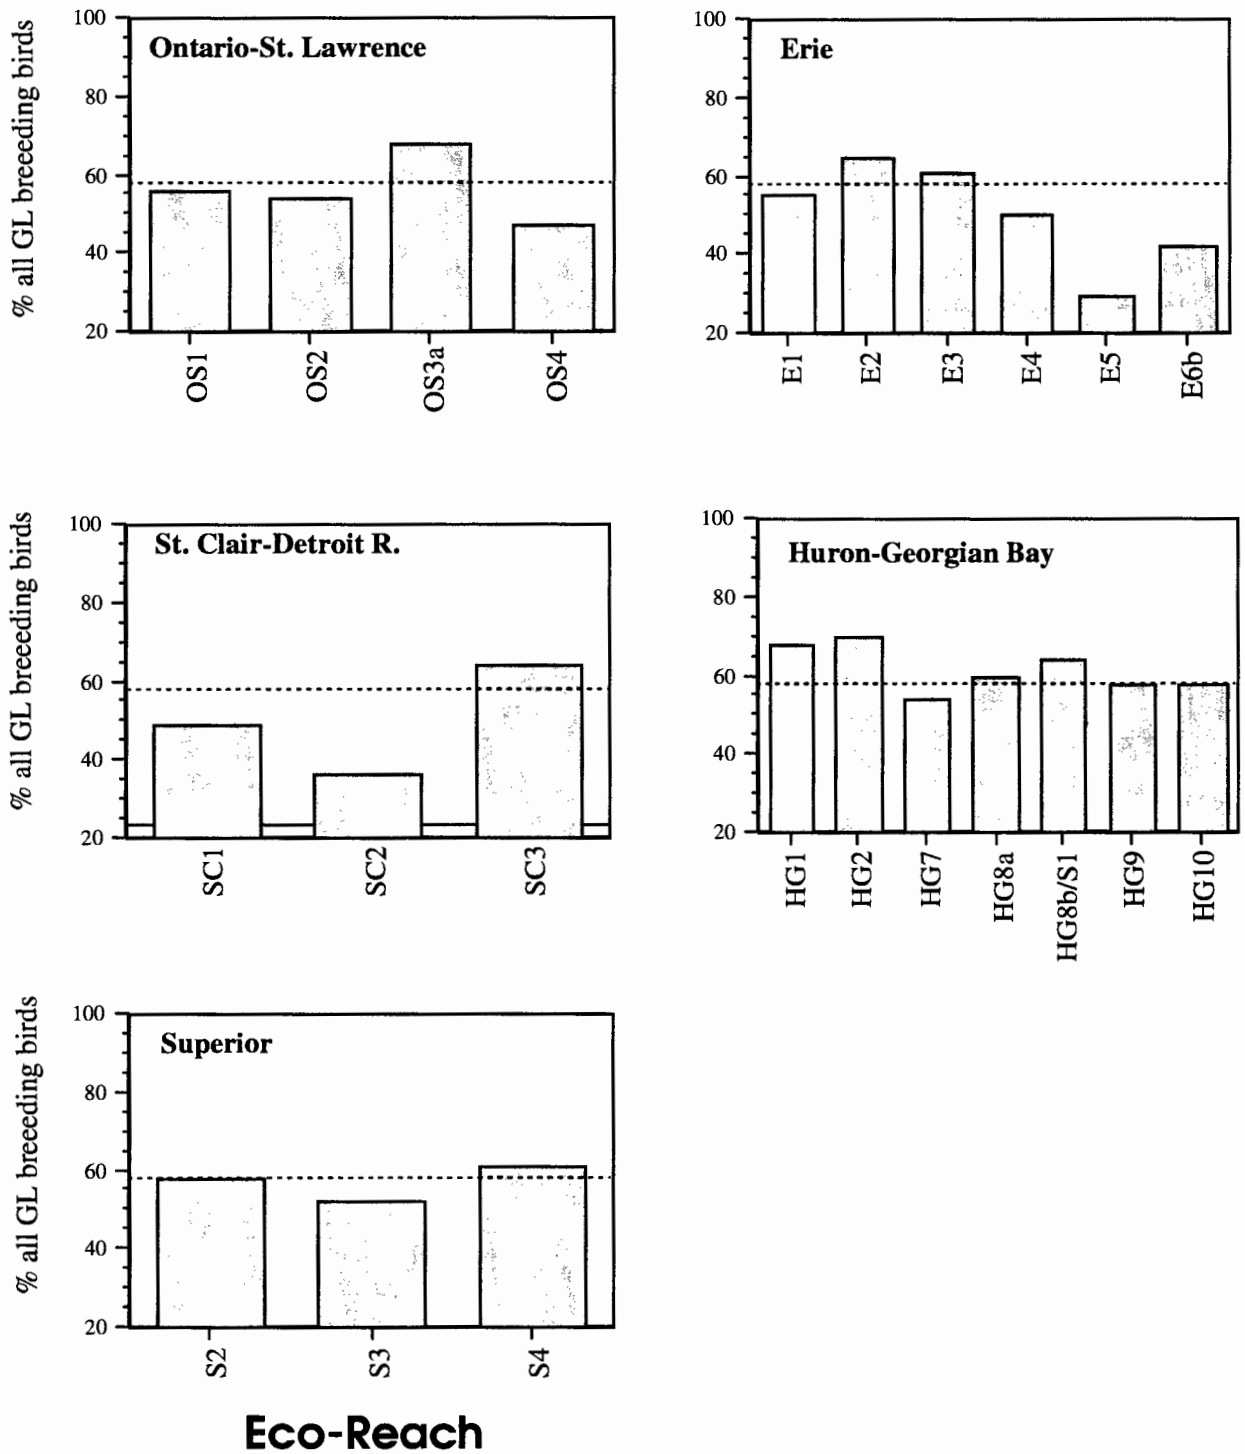 % all GL breeeding birds
Ontario-St. Lawrence
100
80
60
40
20
OS1
OS2
OS3a
OS4
Erie
100
80
60
40
20
E1
E2
E3
E4
E5
E6b
% all GL breeeding birds
St. Clair-Detroit R.
100
80
60
40
20
SC1
SC2
SC3
Huron-Georgian Bay
100
80
60
40
20
HG1
HG2
HG7
HG8a
HG8b/S1
HG9
HG10
% all GL breeeding birds
Superior
100
80
60
40
20
S2
S3
S4
Eco-Reach